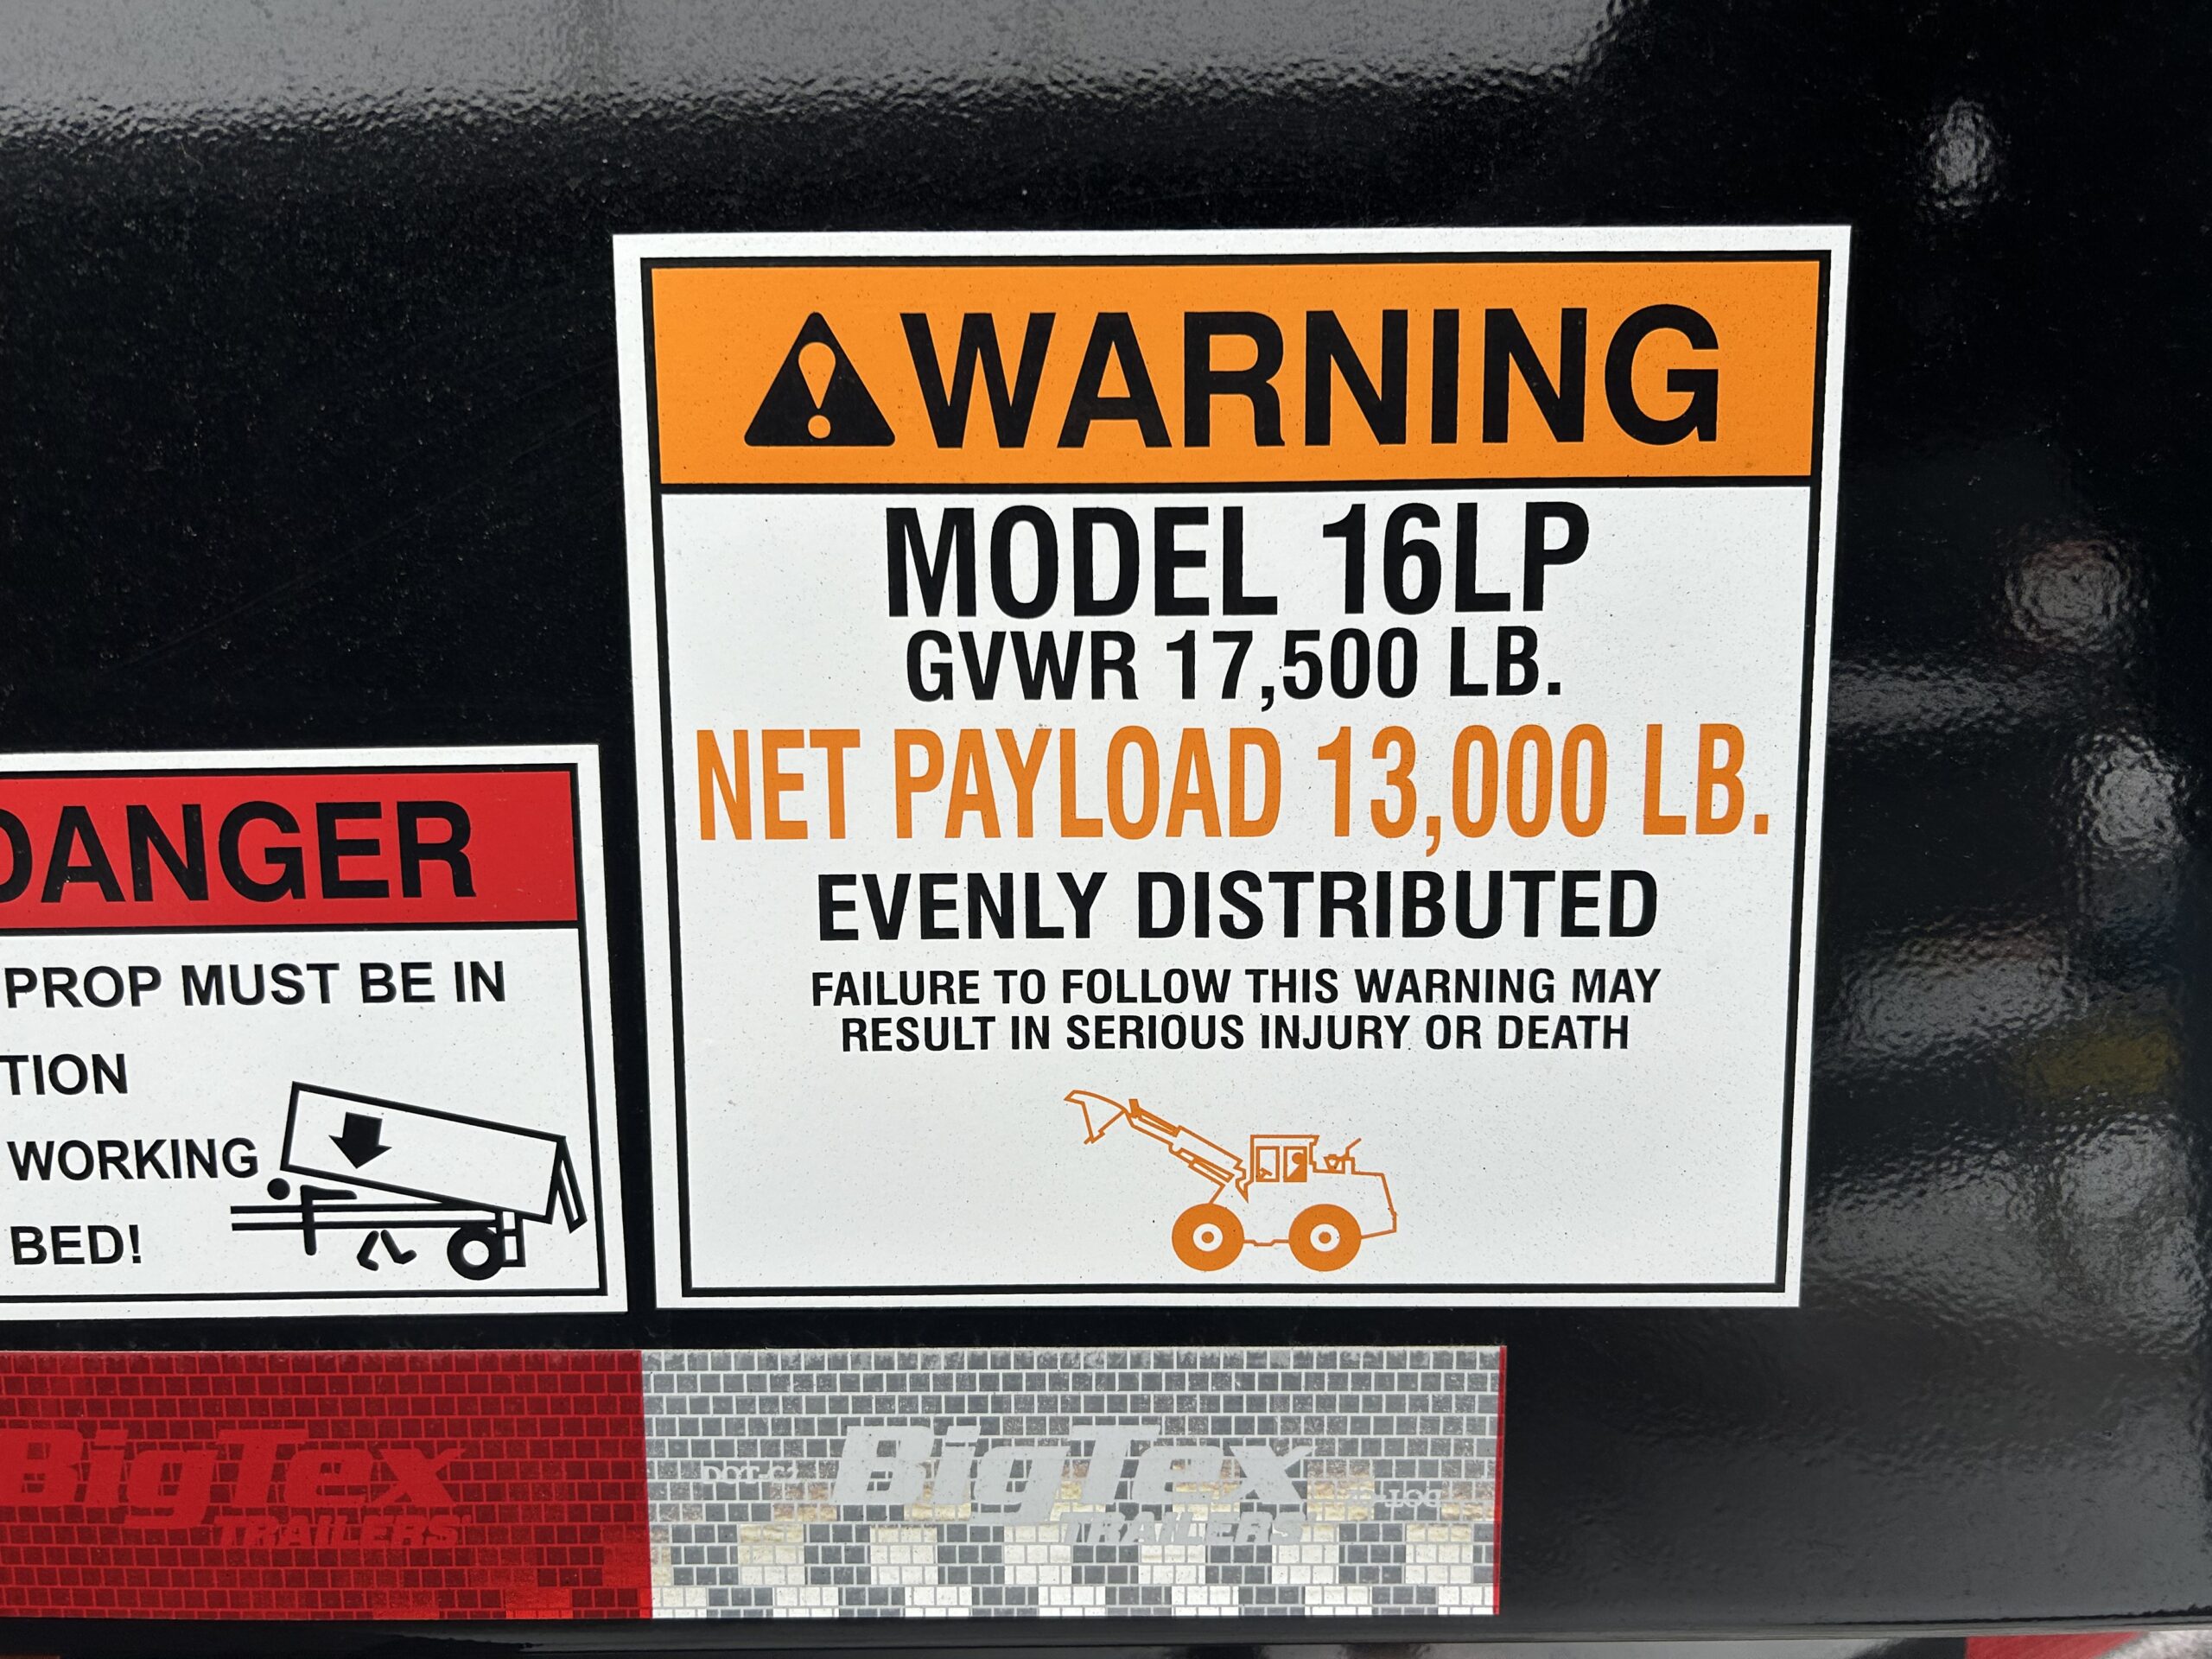 WARNING
MODEL 16LP
GVWR 17,500 LB.
NET PAYLOAD 13,000 LB.
EVENLY DISTRIBUTED
FAILURE TO FOLLOW THIS WARNING MAY
RESULT IN SERIOUS INJURY OR DEATH
DANGER
PROP MUST BE IN
TION
WORKING
BED!
BigTex
TRAILERS
DOT-C2
BigTex
TRAILERS